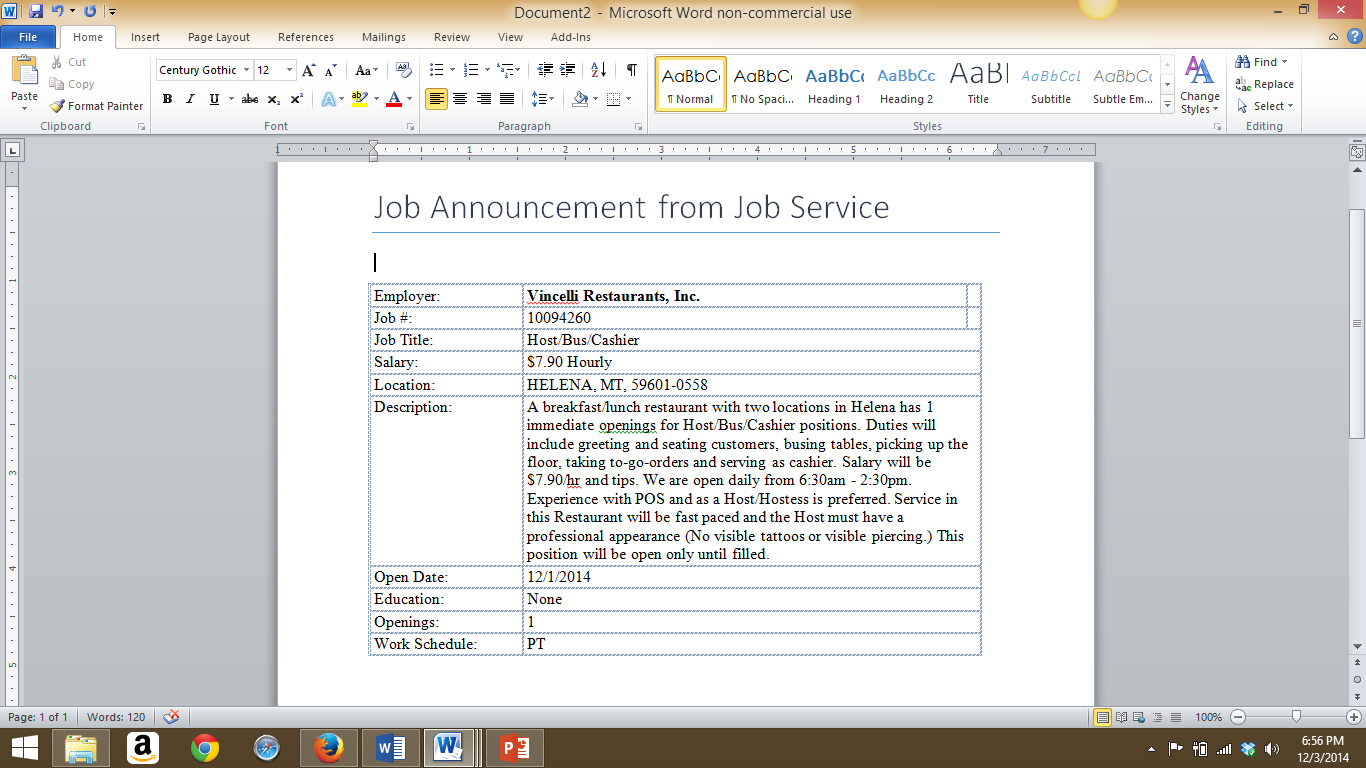 Document2 - Microsoft Word non-commercial use
File Home Insert Page Layout References Mailings Review View Add-Ins
Paste
Cut
Copy
Format Painter
Clipboard
Century Gothic 12
Font
Paragraph
AaBbCc AaBbC AaBbC AaBbCc AaBl AaBbCcL AaBbCc
¶ Normal ¶ No Spaci... Heading 1 Heading 2 Title Subtitle Subtle Em...
Styles
Change Styles
Find
Replace
Select
Editing
1 1 2 3 4 5 6 7
Job Announcement from Job Service
Employer: Vincelli Restaurants, Inc.
Job #: 10094260
Job Title: Host/Bus/Cashier
Salary: $7.90 Hourly
Location: HELENA, MT, 59601-0558
Description: A breakfast/lunch restaurant with two locations in Helena has 1
immediate openings for Host/Bus/Cashier positions. Duties will
include greeting and seating customers, busing tables, picking up the
floor, taking to-go-orders and serving as cashier. Salary will be
$7.90/hr and tips. We are open daily from 6:30am - 2:30pm.
Experience with POS and as a Host/Hostess is preferred. Service in
this Restaurant will be fast paced and the Host must have a
professional appearance (No visible tattoos or visible piercing.) This
position will be open only until filled.
Open Date: 12/1/2014
Education: None
Openings: 1
Work Schedule: PT
Page: 1 of 1 Words: 120 100%
6:56 PM
12/3/2014